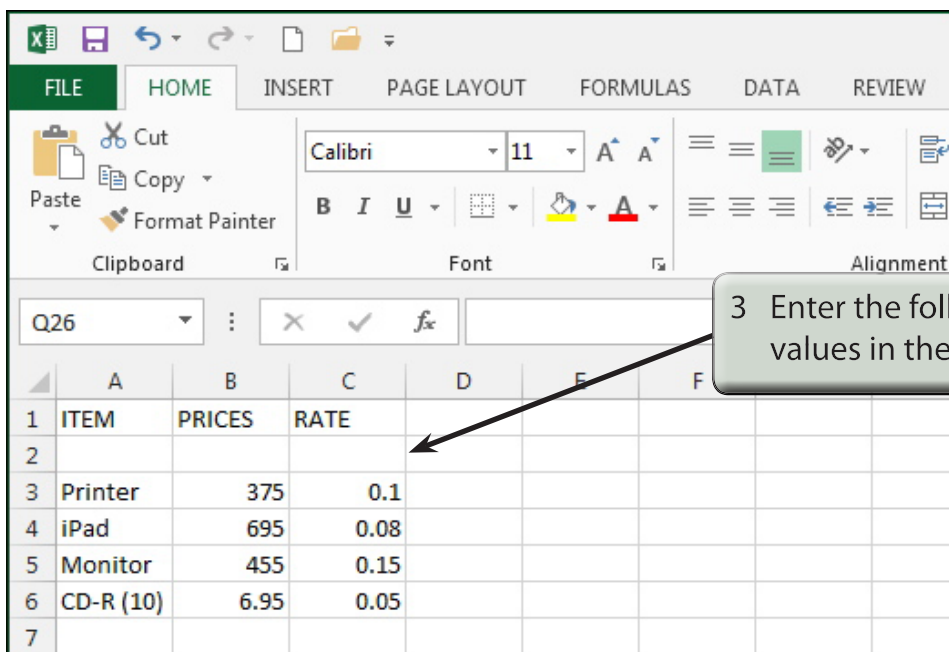 FILE HOME INSERT PAGE LAYOUT FORMULAS DATA REVIEW
Cut
Copy
Format Painter
Paste
Calibri 11 A A
B I U A
Clipboard Font Alignment
Q26 fx
3 Enter the foll
values in the
A B C D E F
1 ITEM PRICES RATE
2
3 Printer 375 0.1
4 iPad 695 0.08
5 Monitor 455 0.15
6 CD-R (10) 6.95 0.05
7